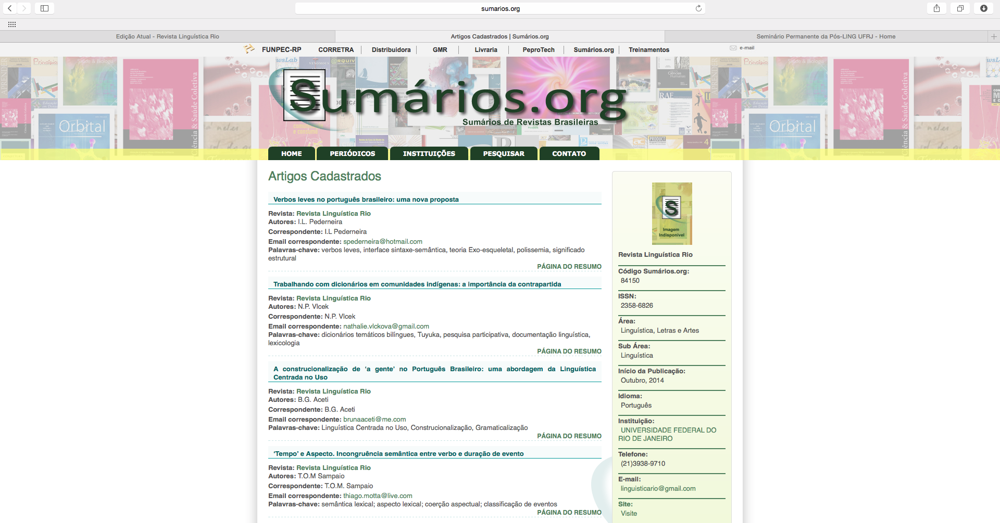 sumarios.org
Edição Atual - Revista Linguística Rio
Artigos Cadastrados | Sumários.org
Seminário Permanente da Pós-LING UFRJ - Home
FUNPEC-RP
CORRETRA
Distribuidora
GMR
Livraria
PeproTech
Sumários.org
Treinamentos
e-mail
Sumários.org
Sumários de Revistas Brasileiras
Orbital
Ciência & Saúde Coletiva
Orbital
Ciência & Saúde Coletiva
HOME
PERIÓDICOS
INSTITUIÇÕES
PESQUISAR
CONTATO
Artigos Cadastrados
Verbos leves no português brasileiro: uma nova proposta
Revista: Revista Linguística Rio
Autores: I.L. Pederneira
Correspondente: I.L Pederneira
Email correspondente: spederneira@hotmail.com
Palavras-chave: verbos leves, interface sintaxe-semântica, teoria Exo-esqueletal, polissemia, significado
estrutural
PÁGINA DO RESUMO
Trabalhando com dicionários em comunidades indígenas: a importância da contrapartida
Revista: Revista Linguística Rio
Autores: N.P. Vlcek
Correspondente: N.P. Vlcek
Email correspondente: nathalie.vlckova@gmail.com
Palavras-chave: dicionários temáticos bilíngues, Tuyuka, pesquisa participativa, documentação linguística,
lexicologia
PÁGINA DO RESUMO
A construcionalização de ‘a gente’ no Português Brasileiro: uma abordagem da Linguística
Centrada no Uso
Revista: Revista Linguística Rio
Autores: B.G. Aceti
Correspondente: B.G. Aceti
Email correspondente: brunaaceti@me.com
Palavras-chave: Linguística Centrada no Uso, Construcionalização, Gramaticalização
PÁGINA DO RESUMO
‘Tempo’ e Aspecto. Incongruência semântica entre verbo e duração de evento
Revista: Revista Linguística Rio
Autores: T.O.M Sampaio
Correspondente: T.O.M. Sampaio
Email correspondente: thiago.motta@live.com
Palavras-chave: semântica lexical; aspecto lexical; coerção aspectual; classificação de eventos
PÁGINA DO RESUMO
S
Imagem
Indisponível
Revista Linguística Rio
Código Sumários.org:
84150
ISSN:
2358-6826
Área:
Linguística, Letras e Artes
Sub Área:
Linguística
Início da Publicação:
Outubro, 2014
Idioma:
Português
Instituição:
UNIVERSIDADE FEDERAL DO
RIO DE JANEIRO
Telefone:
(21)3938-9710
E-mail:
linguisticario@gmail.com
Site:
Visite